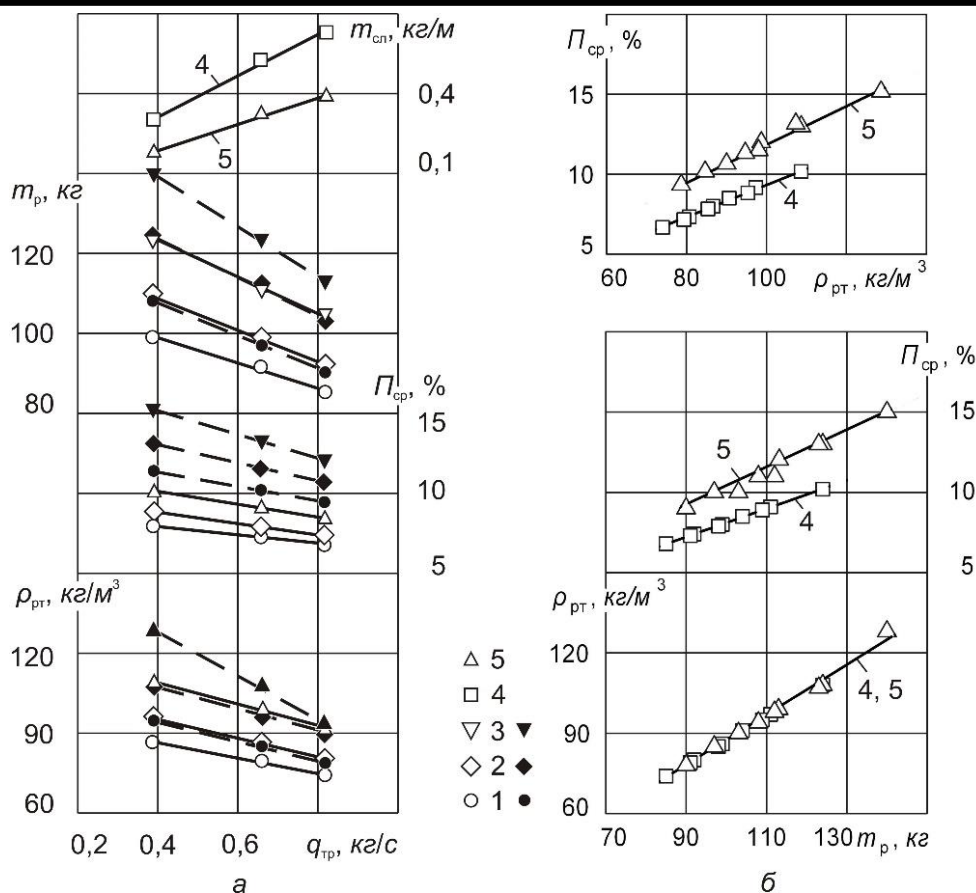 m_сл, кг/м
4
0,4
5
0,1
m_р, кг
120
100
80
П_ср, %
15
10
5
ρ_рт, кг/м³
120
90
60
0,2 0,4 0,6 q_тр, кг/с
а
△ 5
□ 4
▽ 3 ▼
◇ 2 ◆
○ 1 ●
П_ср, %
15
5
10
4
5
60 80 100 ρ_рт, кг/м³
П_ср, %
15
5
10
4
5
ρ_рт, кг/м³
120
4, 5
90
60
70 90 110 130 m_р, кг
б